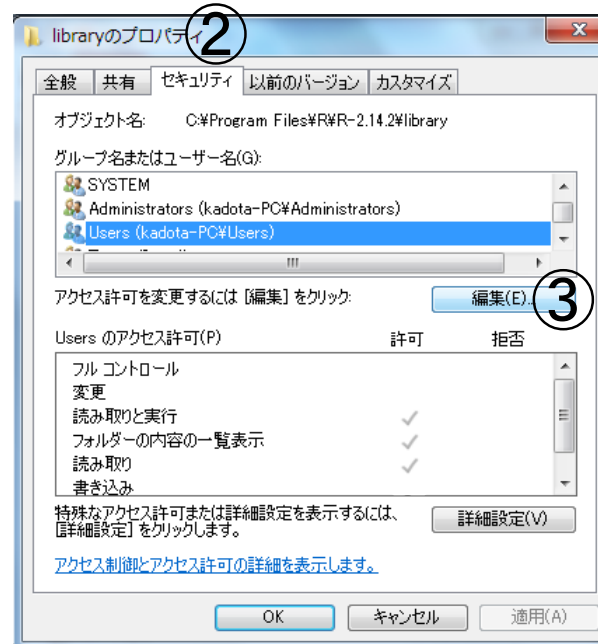 libraryのプロパティ ②
全般 共有 セキュリティ 以前のバージョン カスタマイズ
オブジェクト名: C:¥Program Files¥R¥R-2.14.2¥library
グループ名またはユーザー名(G):
SYSTEM
Administrators (kadota-PC¥Administrators)
Users (kadota-PC¥Users)
アクセス許可を変更するには [編集] をクリック: 編集(E)... ③
Users のアクセス許可(P) 許可 拒否
フル コントロール
変更
読み取りと実行
フォルダーの内容の一覧表示
読み取り
書き込み
特殊なアクセス許可または詳細設定を表示するには、 詳細設定(V)
[詳細設定] をクリックします。
アクセス制御とアクセス許可の詳細を表示します。
OK キャンセル 適用(A)